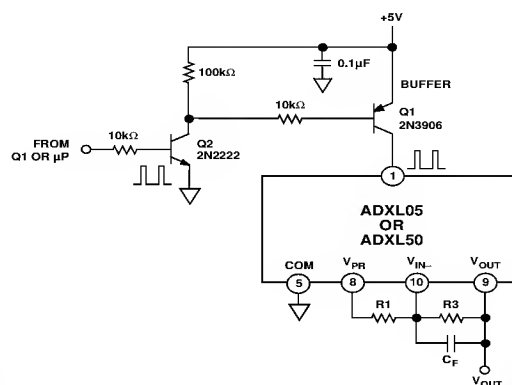 +5V
0.1µF
100kΩ
BUFFER
10kΩ
Q1
2N3906
10kΩ
FROM
Q1 OR µP
Q2
2N2222
1
ADXL05
OR
ADXL50
COM
VPR
VIN–
VOUT
5
8
10
9
R1
R3
CF
VOUT